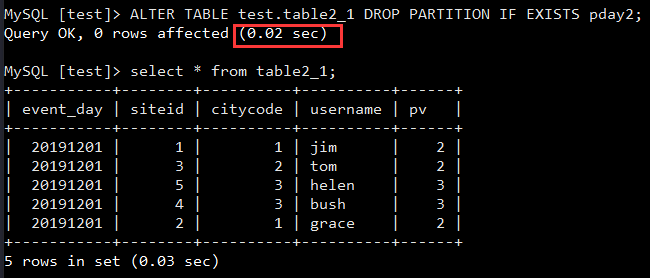 MySQL [test]> ALTER TABLE test.table2_1 DROP PARTITION IF EXISTS pday2;
Query OK, 0 rows affected (0.02 sec)
MySQL [test]> select * from table2_1;
+-----------+--------+----------+----------+------+
| event_day | siteid | citycode | username | pv   |
+-----------+--------+----------+----------+------+
|  20191201 |      1 |        1 | jim      |    2 |
|  20191201 |      3 |        2 | tom      |    2 |
|  20191201 |      5 |        3 | helen    |    3 |
|  20191201 |      4 |        3 | bush     |    3 |
|  20191201 |      2 |        1 | grace    |    2 |
+-----------+--------+----------+----------+------+
5 rows in set (0.03 sec)